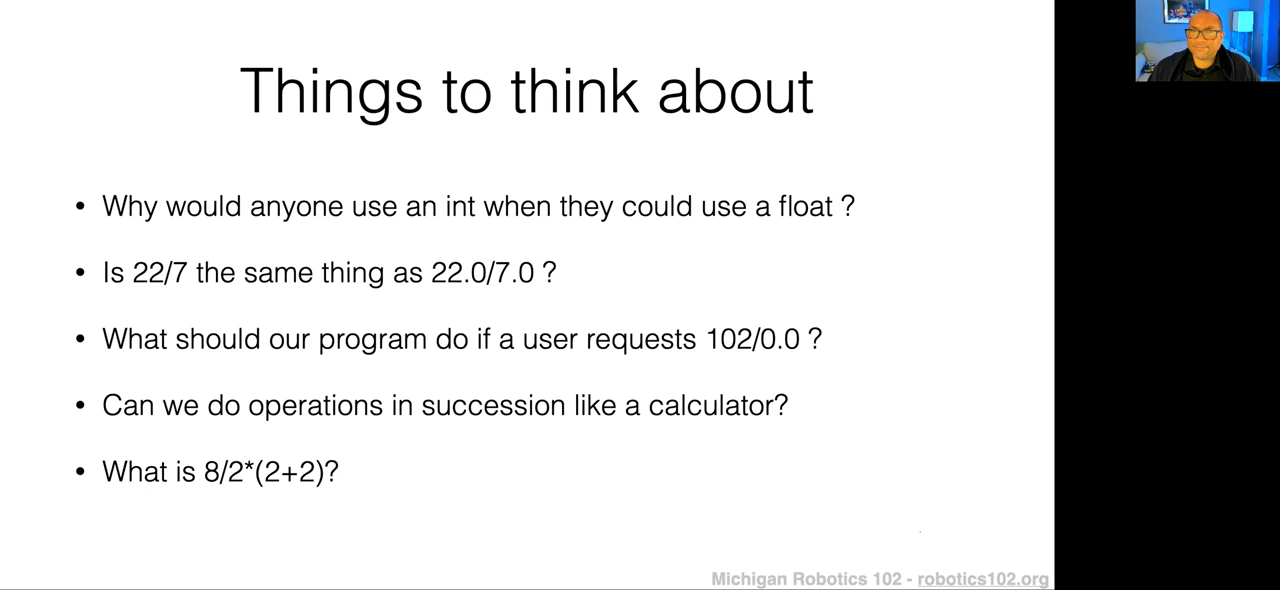 Things to think about
• Why would anyone use an int when they could use a float ?
• Is 22/7 the same thing as 22.0/7.0 ?
• What should our program do if a user requests 102/0.0 ?
• Can we do operations in succession like a calculator?
• What is 8/2*(2+2)?
Michigan Robotics 102 - robotics102.org